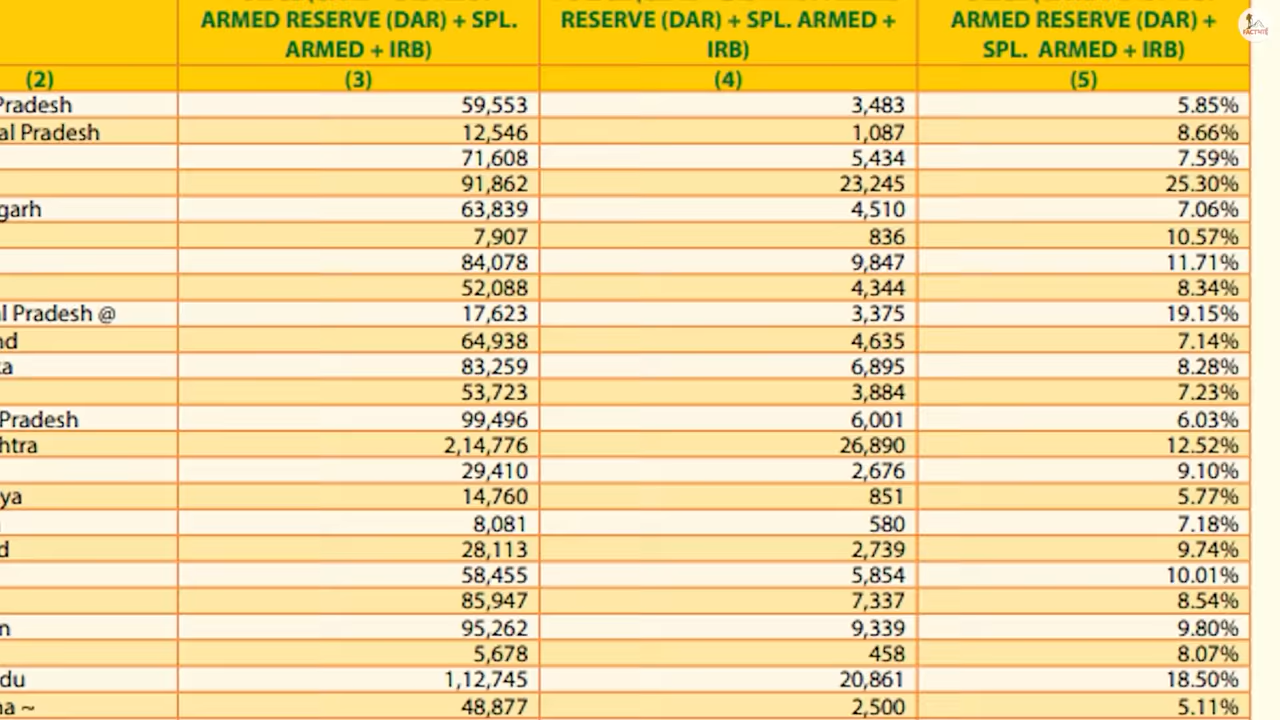 ARMED RESERVE (DAR) + SPL. RESERVE (DAR) + SPL. ARMED + ARMED RESERVE (DAR) +
ARMED + IRB) IRB) SPL. ARMED + IRB)
(2) (3) (4) (5)
Pradesh 59,553 3,483 5.85%
al Pradesh 12,546 1,087 8.66%
71,608 5,434 7.59%
91,862 23,245 25.30%
garh 63,839 4,510 7.06%
7,907 836 10.57%
84,078 9,847 11.71%
52,088 4,344 8.34%
l Pradesh @ 17,623 3,375 19.15%
nd 64,938 4,635 7.14%
ka 83,259 6,895 8.28%
53,723 3,884 7.23%
Pradesh 99,496 6,001 6.03%
htra 2,14,776 26,890 12.52%
29,410 2,676 9.10%
ya 14,760 851 5.77%
8,081 580 7.18%
d 28,113 2,739 9.74%
58,455 5,854 10.01%
85,947 7,337 8.54%
n 95,262 9,339 9.80%
5,678 458 8.07%
du 1,12,745 20,861 18.50%
na ~ 48,877 2,500 5.11%